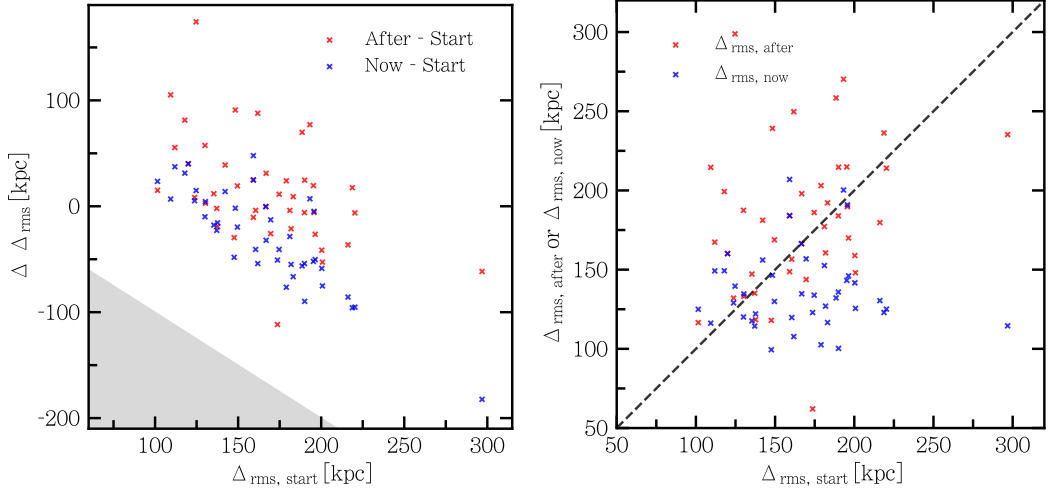 After - Start
Now - Start
100
0
-100
-200
Δ Δrms [kpc]
100
150
200
250
300
Δrms, start [kpc]
Δrms, after
Δrms, now
300
250
200
150
100
50
Δrms, after or Δrms, now [kpc]
50
100
150
200
250
300
Δrms, start [kpc]